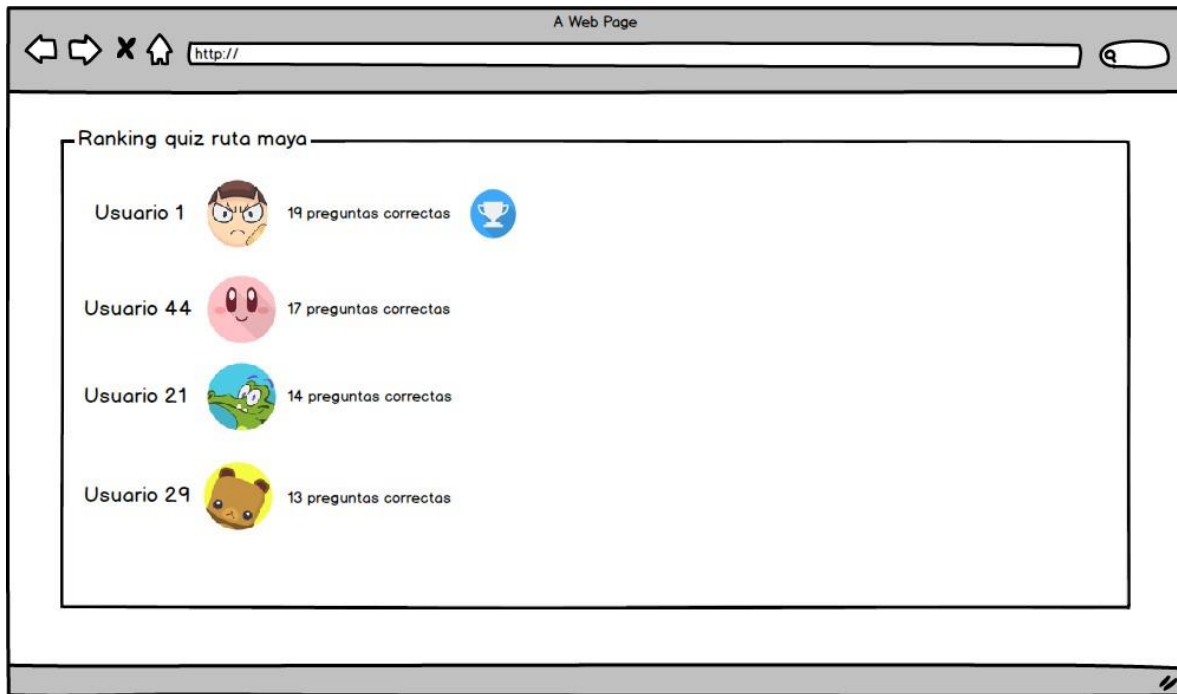 A Web Page
http://
Ranking quiz ruta maya
Usuario 1 19 preguntas correctas
Usuario 44 17 preguntas correctas
Usuario 21 14 preguntas correctas
Usuario 29 13 preguntas correctas